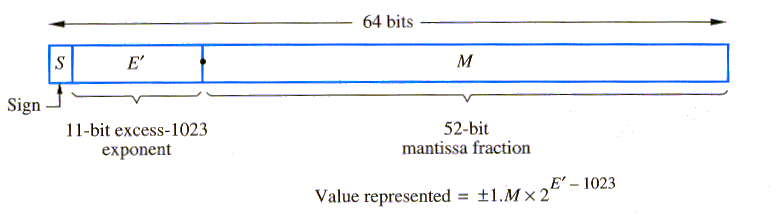 64 bits
S E′ M
Sign
11-bit excess-1023
exponent
52-bit
mantissa fraction
Value represented = ±1.M × 2^E′ – 1023